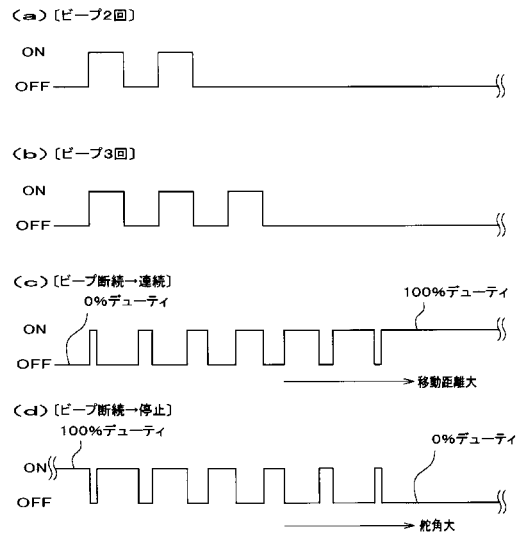 (a)〔ビープ2回〕
ON
OFF
(b)〔ビープ3回〕
ON
OFF
(c)〔ビープ断続→連続〕
0%デューティ
100%デューティ
ON
OFF
移動距離大
(d)〔ビープ断続→停止〕
100%デューティ
0%デューティ
ON
OFF
舵角大